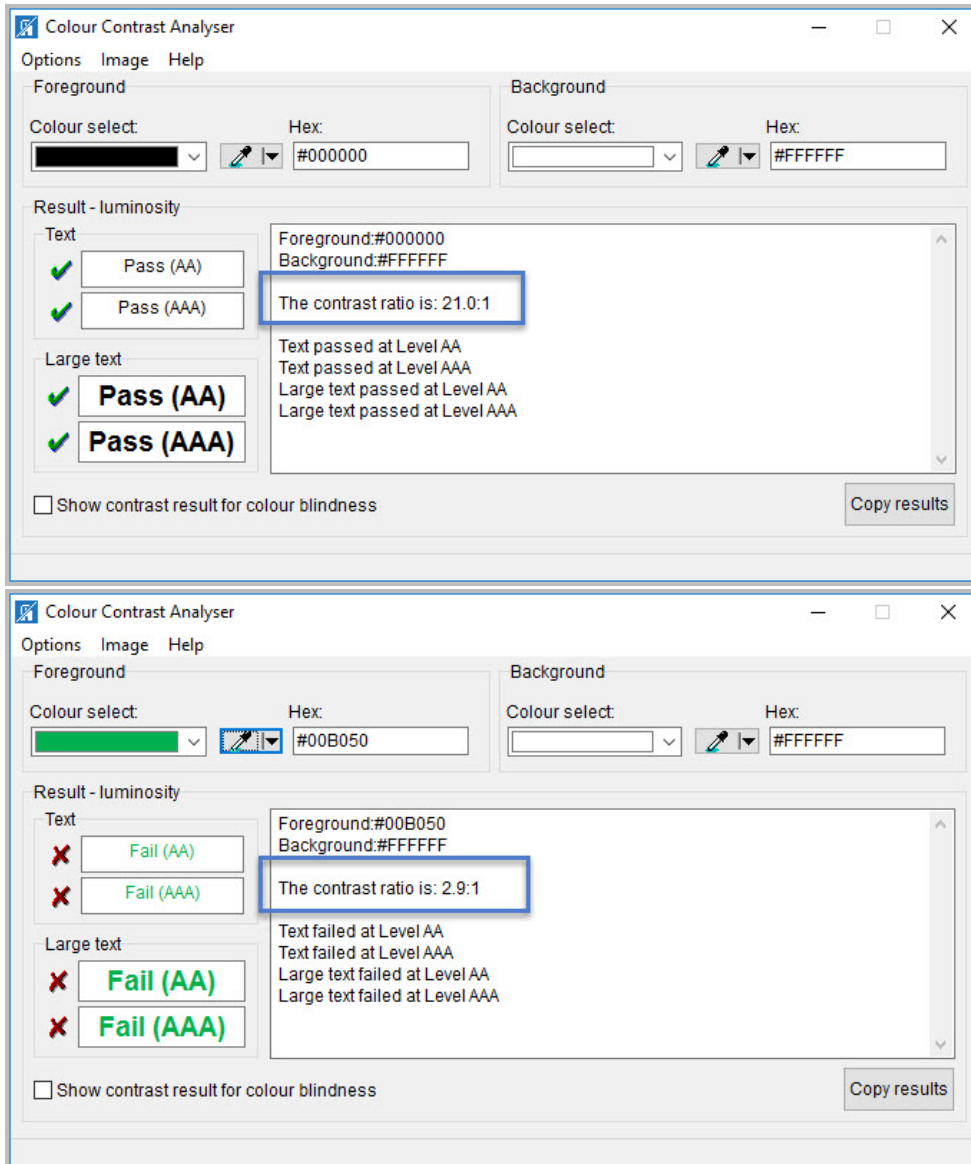 Colour Contrast Analyser
Options Image Help
Foreground
Background
Colour select:
Hex:
Colour select:
Hex:
#000000
#FFFFFF
Result - luminosity
Text
Pass (AA)
Pass (AAA)
Large text
Pass (AA)
Pass (AAA)
Foreground:#000000
Background:#FFFFFF
The contrast ratio is: 21.0:1
Text passed at Level AA
Text passed at Level AAA
Large text passed at Level AA
Large text passed at Level AAA
Show contrast result for colour blindness
Copy results
Colour Contrast Analyser
Options Image Help
Foreground
Background
Colour select:
Hex:
Colour select:
Hex:
#00B050
#FFFFFF
Result - luminosity
Text
Fail (AA)
Fail (AAA)
Large text
Fail (AA)
Fail (AAA)
Foreground:#00B050
Background:#FFFFFF
The contrast ratio is: 2.9:1
Text failed at Level AA
Text failed at Level AAA
Large text failed at Level AA
Large text failed at Level AAA
Show contrast result for colour blindness
Copy results